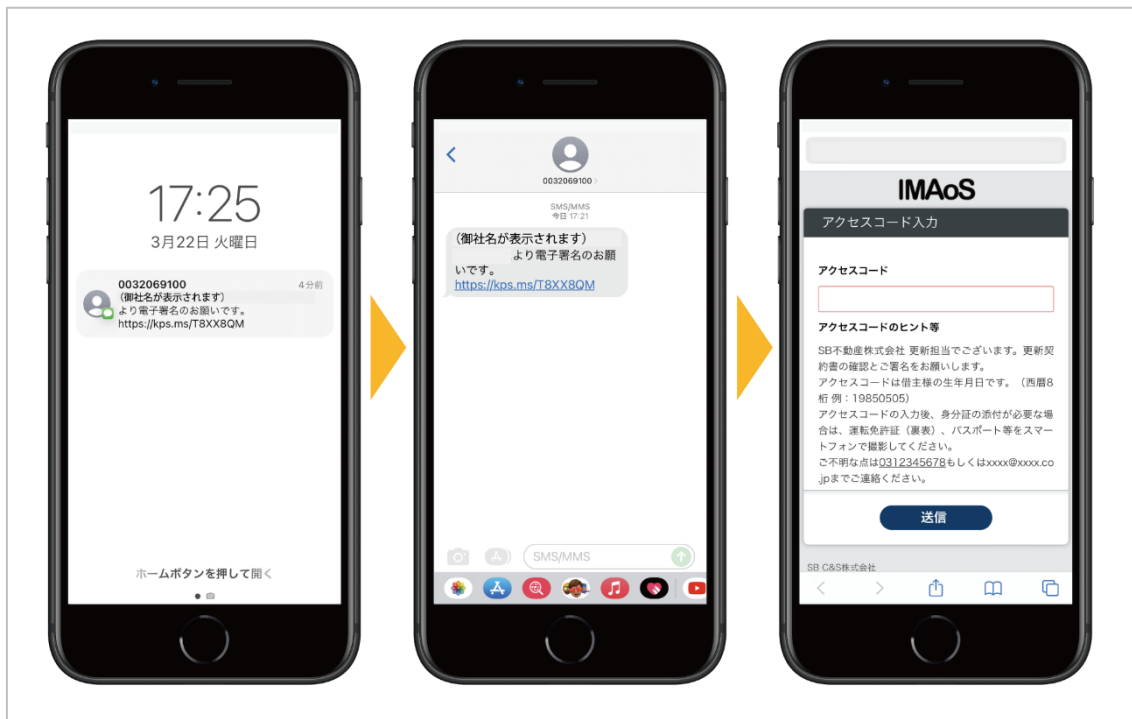 17:25
3月22日 火曜日
0032069100
4分前
(御社名が表示されます)
より電子署名のお願いです。
https://kps.ms/T8XX8QM
ホームボタンを押して開く
0032069100
SMS/MMS
今日 17:21
(御社名が表示されます)
より電子署名のお願
いです。
https://kps.ms/T8XX8QM
SMS/MMS
IMAoS
アクセスコード入力
アクセスコード
アクセスコードのヒント等
SB不動産株式会社 更新担当でございます。更新契
約書の確認とご署名をお願いします。
アクセスコードは借主様の生年月日です。（西暦8
桁 例：19850505）
アクセスコードの入力後、身分証の添付が必要な場
合は、運転免許証（裏表）、パスポート等をスマー
トフォンで撮影してください。
ご不明な点は0312345678もしくはxxxx@xxxx.co
.jpまでご連絡ください。
送信
SB C&S株式会社